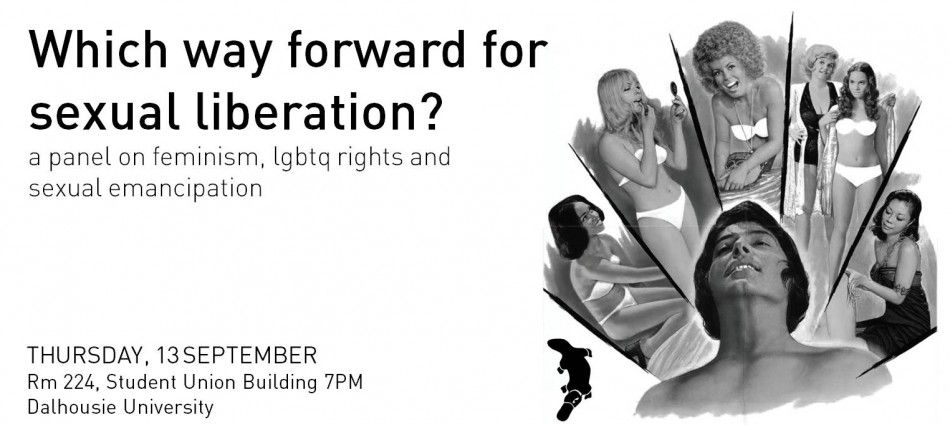 Which way forward for
sexual liberation?
a panel on feminism, lgbtq rights and
sexual emancipation
THURSDAY, 13 SEPTEMBER
Rm 224, Student Union Building 7PM
Dalhousie University